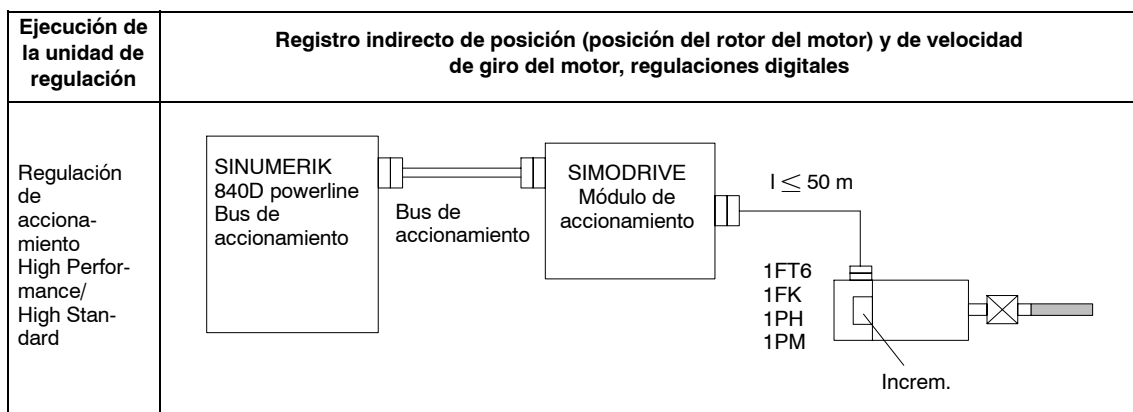 Ejecución de
la unidad de
regulación
Registro indirecto de posición (posición del rotor del motor) y de velocidad
de giro del motor, regulaciones digitales
Regulación
de
acciona-
miento
High Perfor-
mance/
High Stan-
dard
SINUMERIK
840D powerline
Bus de
accionamiento
Bus de
accionamiento
SIMODRIVE
Módulo de
accionamiento
l ≤ 50 m
1FT6
1FK
1PH
1PM
Increm.